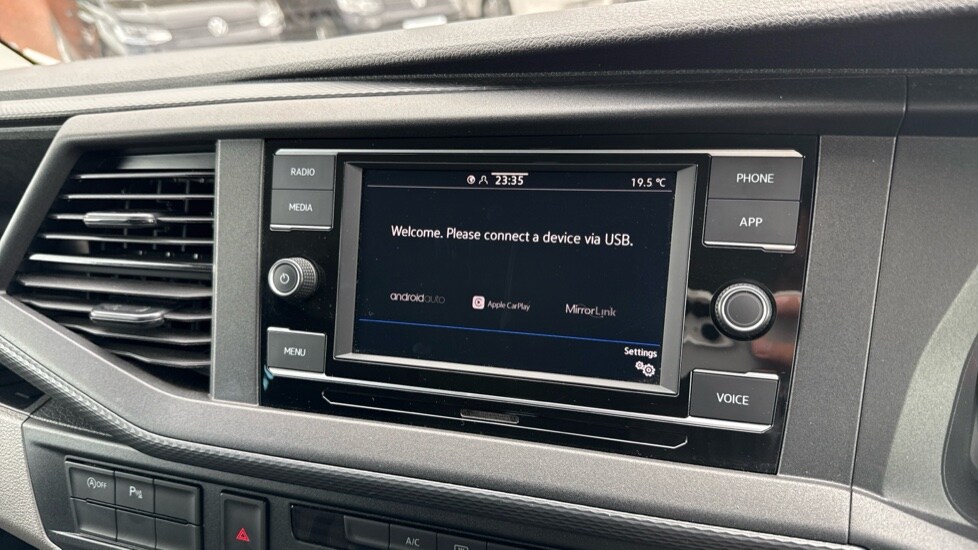 RADIO
MEDIA
MENU
23:35
19.5 °C
Welcome. Please connect a device via USB.
androidauto
Apple CarPlay
MirrorLink
Settings
PHONE
APP
VOICE
(A)OFF
P
A/C